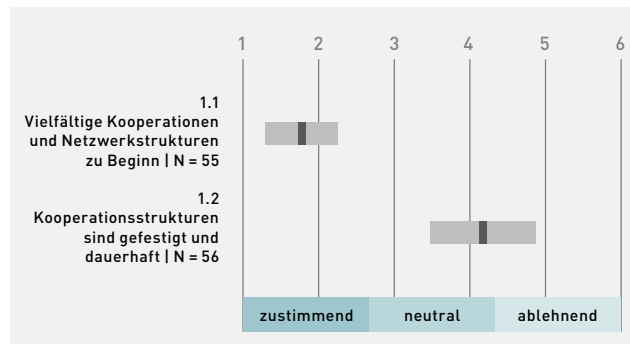 1 2 3 4 5 6
1.1
Vielfältige Kooperationen
und Netzwerkstrukturen
zu Beginn | N = 55
1.2
Kooperationsstrukturen
sind gefestigt und
dauerhaft | N = 56
zustimmend neutral ablehnend